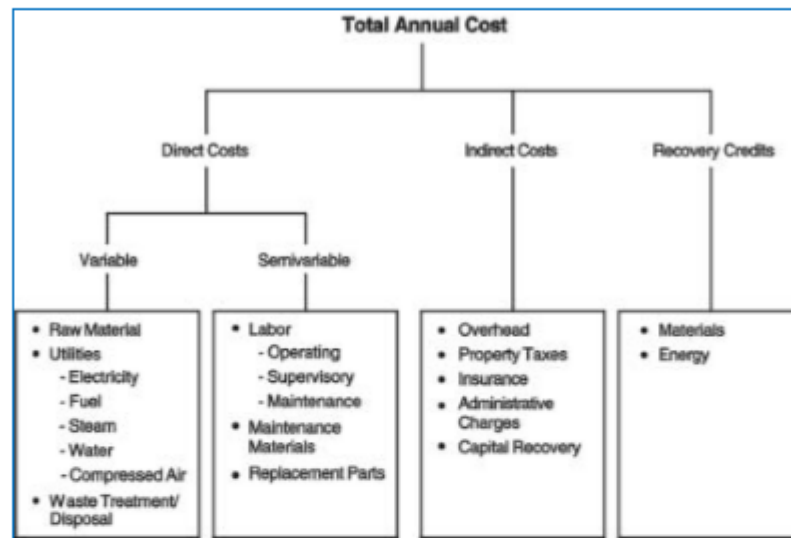 Total Annual Cost
Direct Costs
Indirect Costs
Recovery Credits
Variable
Semivariable
• Raw Material
• Utilities
- Electricity
- Fuel
- Steam
- Water
- Compressed Air
• Waste Treatment/
Disposal
• Labor
- Operating
- Supervisory
- Maintenance
• Maintenance
Materials
• Replacement Parts
• Overhead
• Property Taxes
• Insurance
• Administrative
Charges
• Capital Recovery
• Materials
• Energy